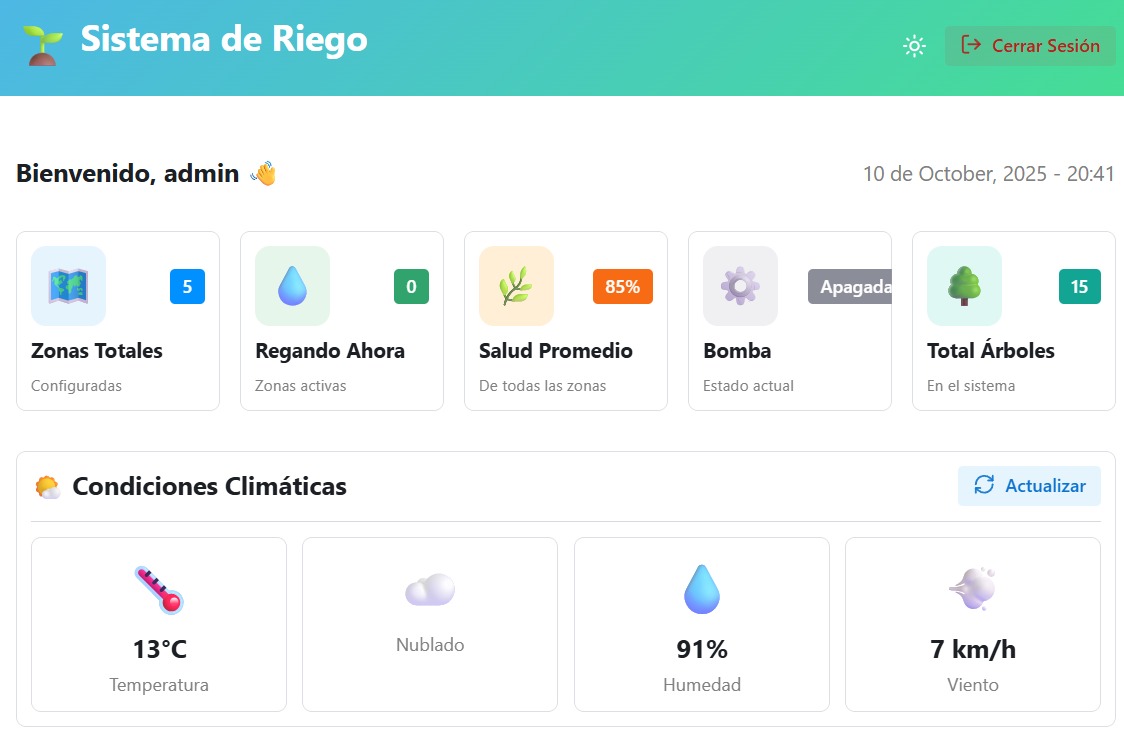 Sistema de Riego
Cerrar Sesión
Bienvenido, admin
10 de October, 2025 - 20:41
5
Zonas Totales
Configuradas
0
Regando Ahora
Zonas activas
85%
Salud Promedio
De todas las zonas
Apagada
Bomba
Estado actual
15
Total Árboles
En el sistema
Condiciones Climáticas
Actualizar
13°C
Temperatura
Nublado
91%
Humedad
7 km/h
Viento